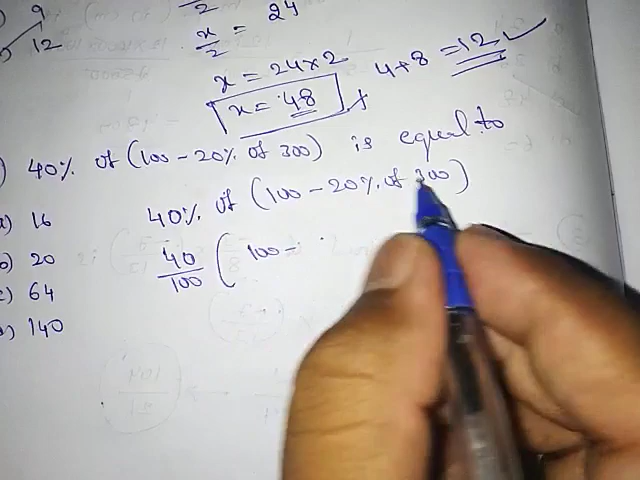 9
12
x/2 = 24
x = 24×2
x = 48
4+8 = 12 ✓
) 40% of (100 - 20% of 300) is equal to
a) 16
b) 20
c) 64
) 140
40% of (100 - 20% of 300)
40/100 ( 100 -